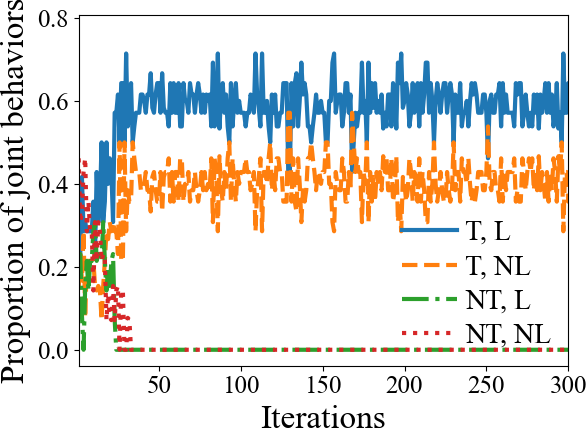 Proportion of joint behaviors
0.8
0.6
0.4
0.2
0.0
T, L
T, NL
NT, L
NT, NL
50
100
150
200
250
300
Iterations